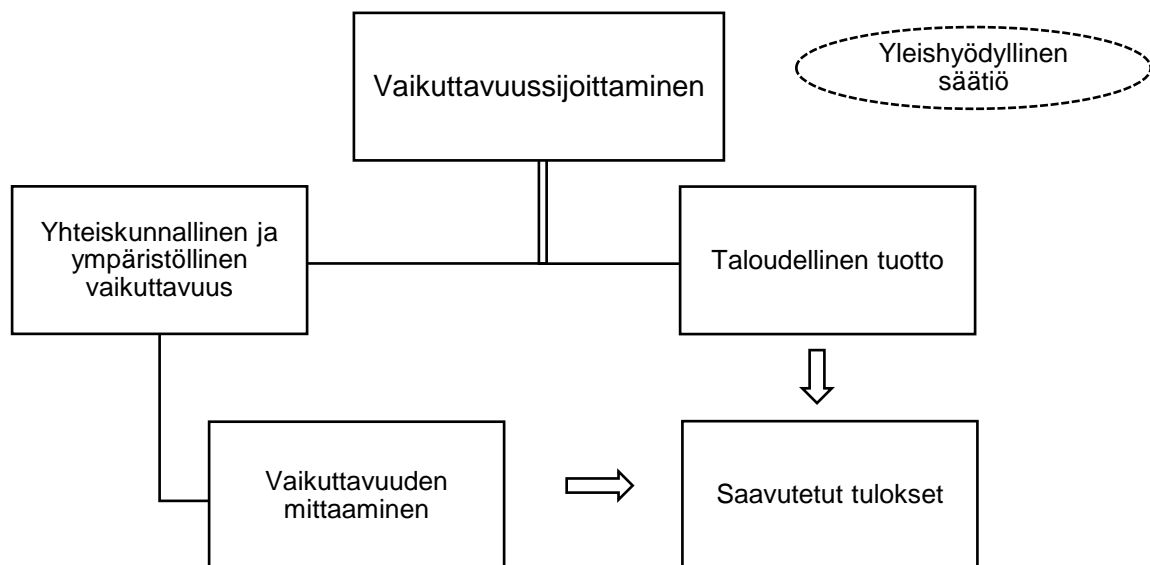 Vaikuttavuussijoittaminen
Yleishyödyllinen
säätiö
Yhteiskunnallinen ja
ympäristöllinen
vaikuttavuus
Taloudellinen tuotto
Vaikuttavuuden
mittaaminen
Saavutetut tulokset